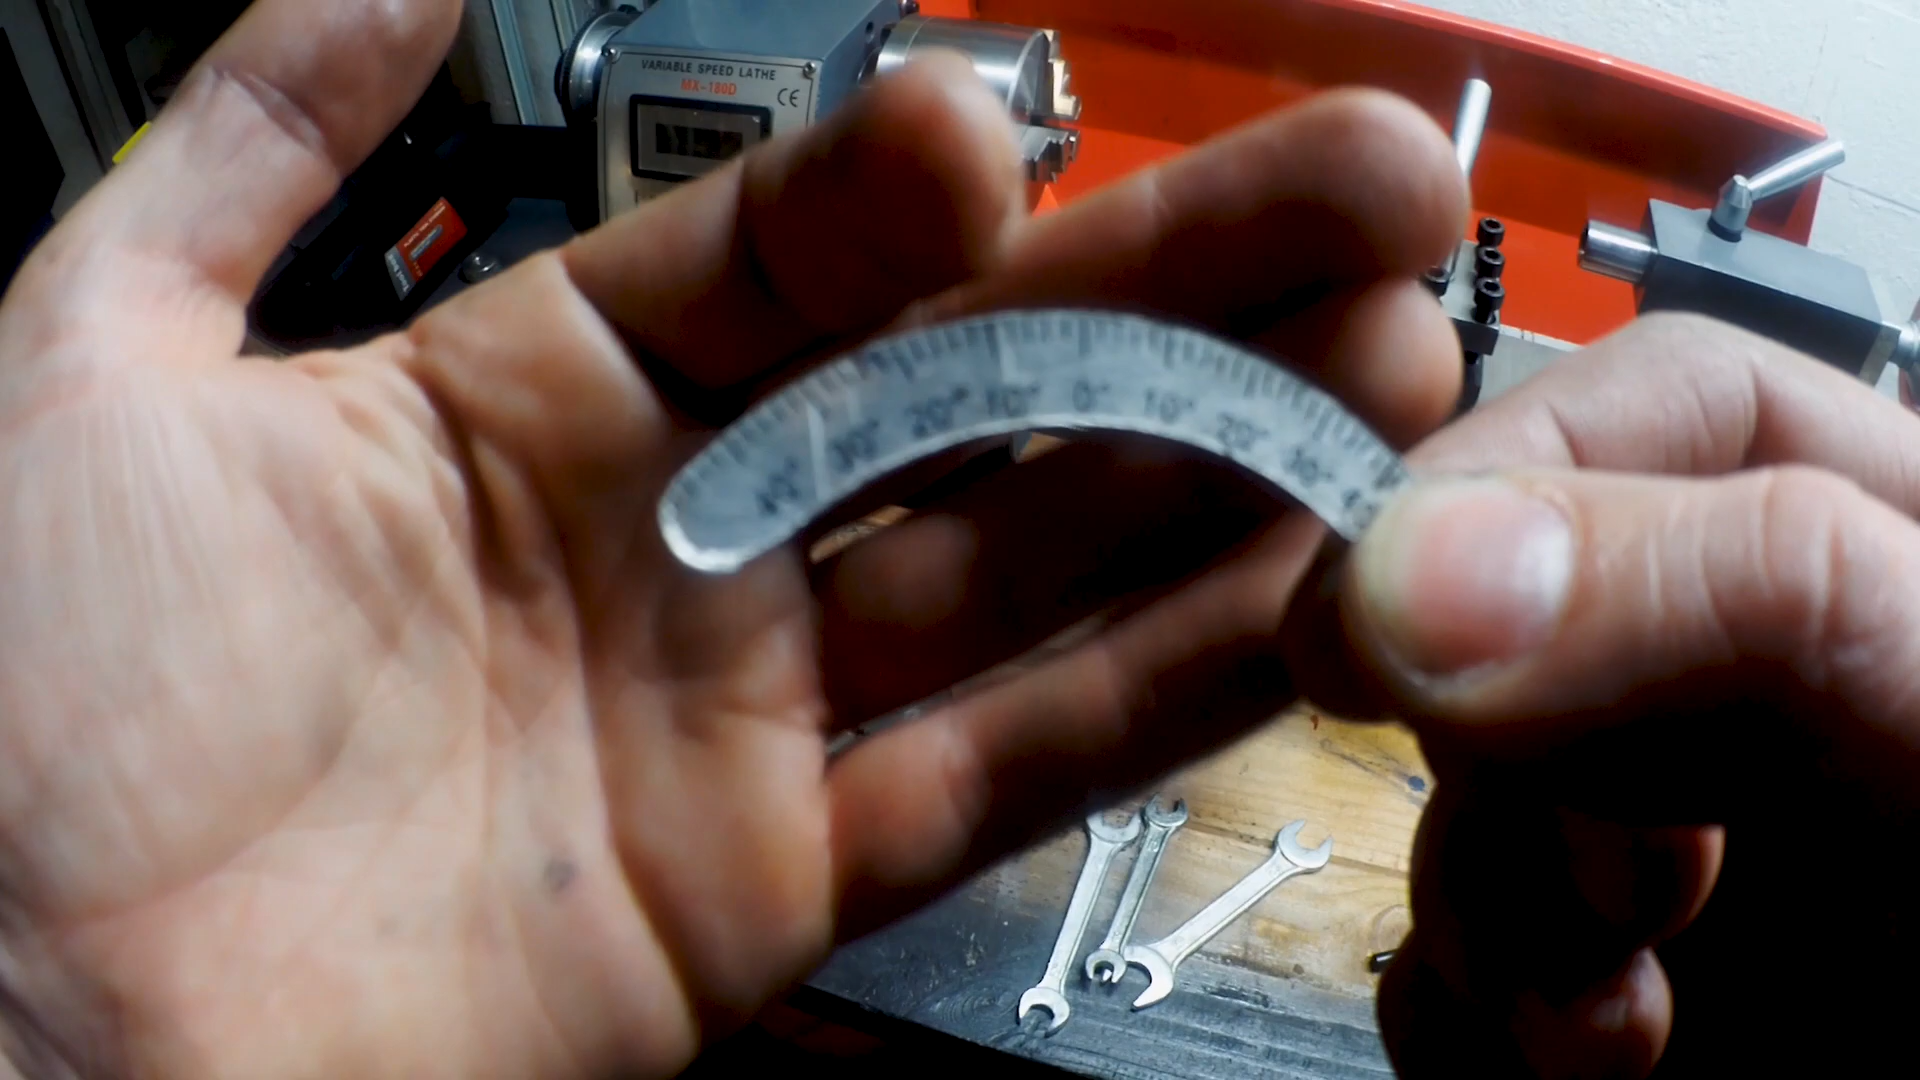 VARIABLE SPEED LATHE
MX-180D
CE
40° 30° 20° 10° 0° 10° 20° 30°